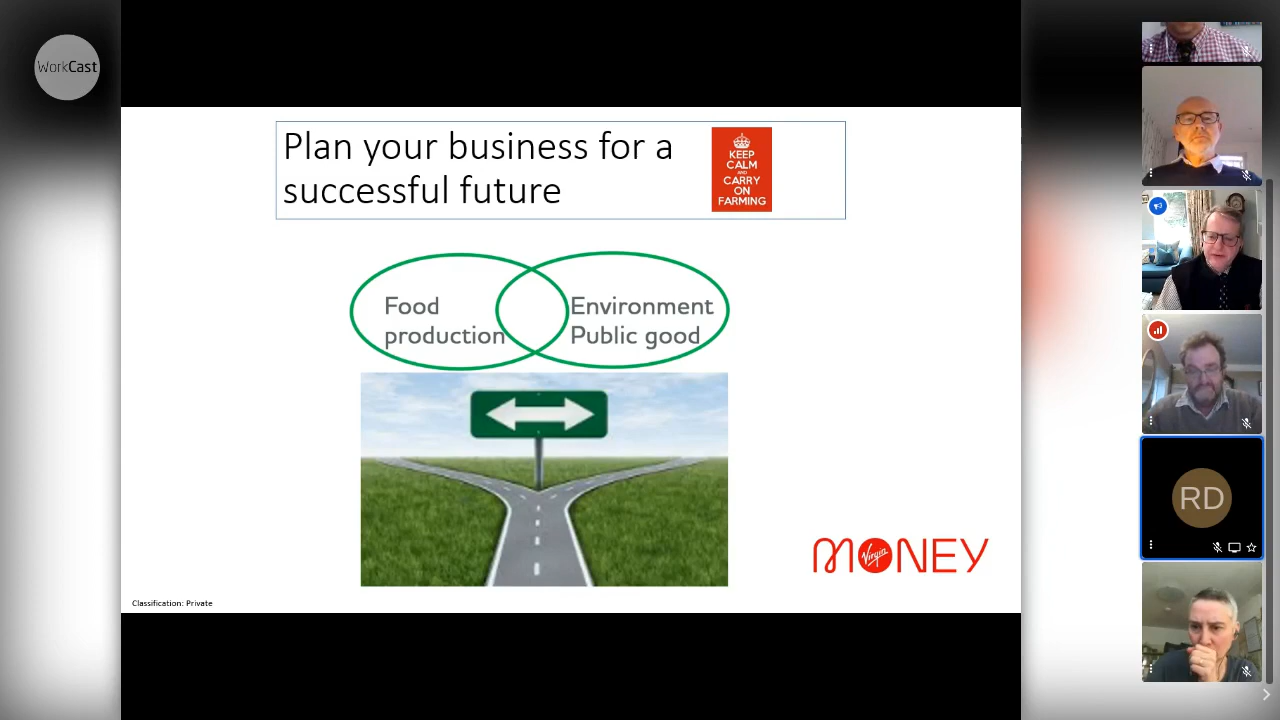 WorkCast
Plan your business for a
successful future
KEEP
CALM
AND
CARRY
ON
FARMING
Food
production
Environment
Public good
MONEY
Virgin
Classification: Private
RD